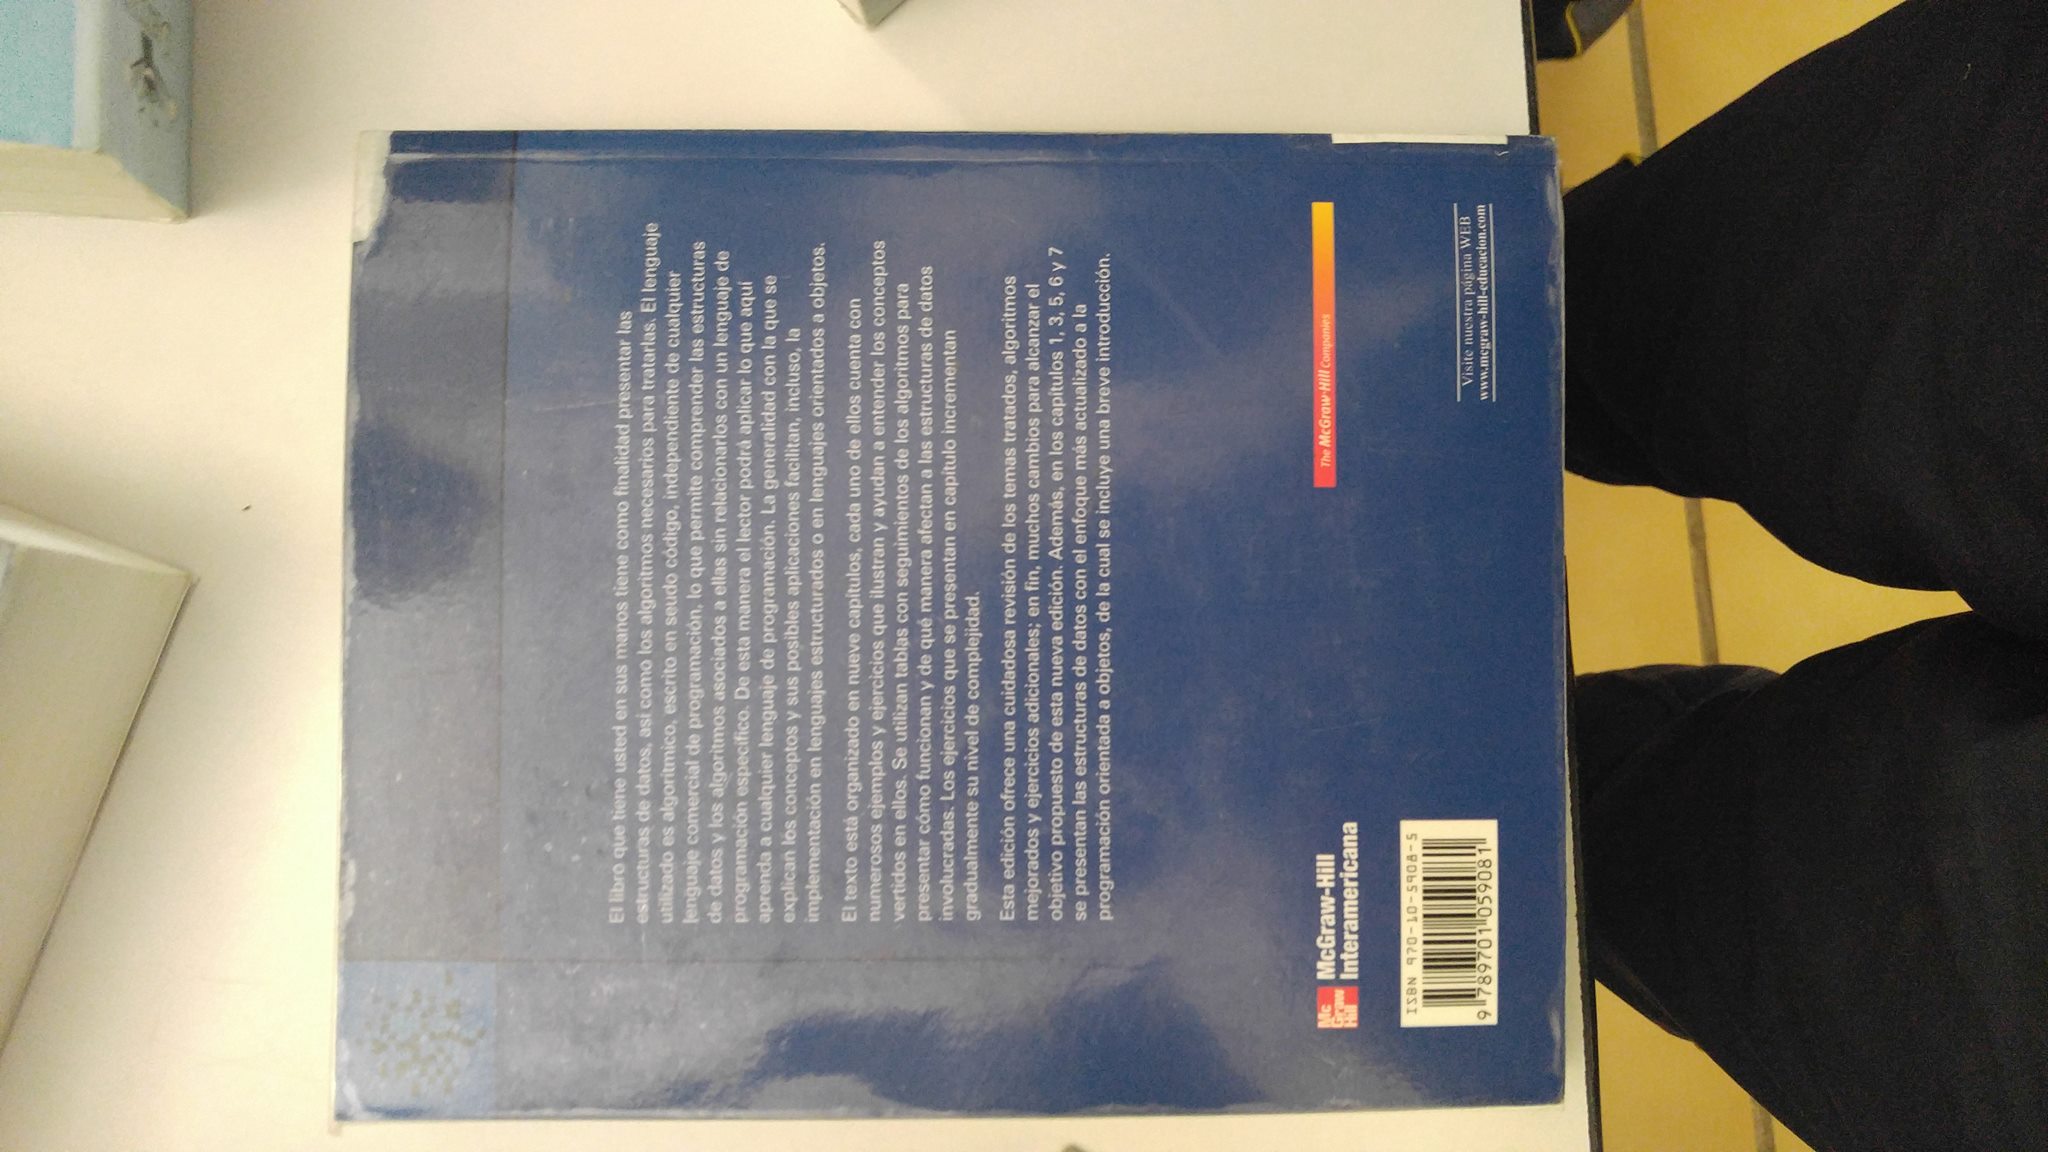 El libro que tiene usted en sus manos tiene como finalidad presentar las
estructuras de datos, así como los algoritmos necesarios para tratarlas. El lenguaje
utilizado es algorítmico, escrito en seudo código, independiente de cualquier
lenguaje comercial de programación, lo que permite comprender las estructuras
de datos y los algoritmos asociados a ellas sin relacionarlos con un lenguaje de
programación específico. De esta manera el lector podrá aplicar lo que aquí
aprenda a cualquier lenguaje de programación. La generalidad con la que se
explican los conceptos y sus posibles aplicaciones facilitan, incluso, la
implementación en lenguajes estructurados o en lenguajes orientados a objetos.
El texto está organizado en nueve capítulos, cada uno de ellos cuenta con
numerosos ejemplos y ejercicios que ilustran y ayudan a entender los conceptos
vertidos en ellos. Se utilizan tablas con seguimientos de los algoritmos para
presentar cómo funcionan y de qué manera afectan a las estructuras de datos
involucradas. Los ejercicios que se presentan en capítulo incrementan
gradualmente su nivel de complejidad.
Esta edición ofrece una cuidadosa revisión de los temas tratados, algoritmos
mejorados y ejercicios adicionales; en fin, muchos cambios para alcanzar el
objetivo propuesto de esta nueva edición. Además, en los capítulos 1, 3, 5, 6 y 7
se presentan las estructuras de datos con el enfoque más actualizado a la
programación orientada a objetos, de la cual se incluye una breve introducción.
Mc
Graw
Hill
McGraw-Hill
Interamericana
The McGraw-Hill Companies
ISBN 970-10-5908-5
9 789701 059081
Visite nuestra página WEB
www.mcgraw-hill-educacion.com